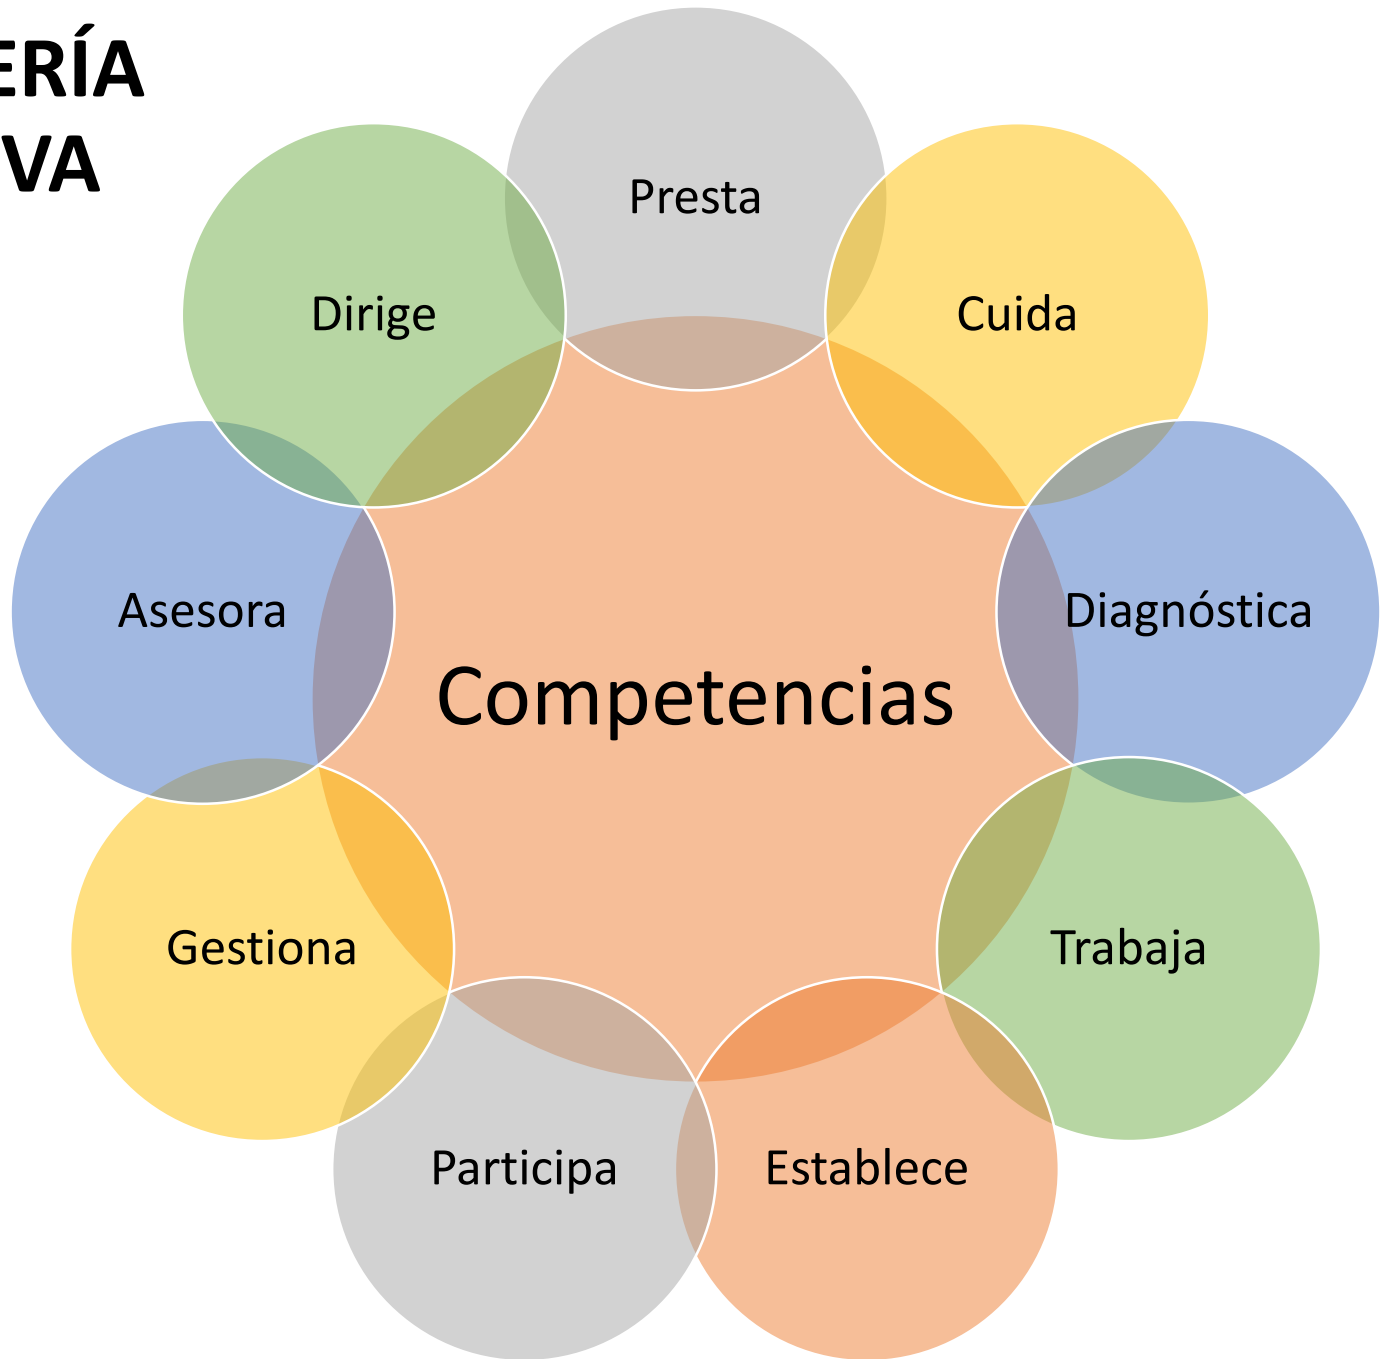 ERÍA
VA
Presta
Cuida
Diagnóstica
Trabaja
Establece
Participa
Gestiona
Asesora
Dirige
Competencias